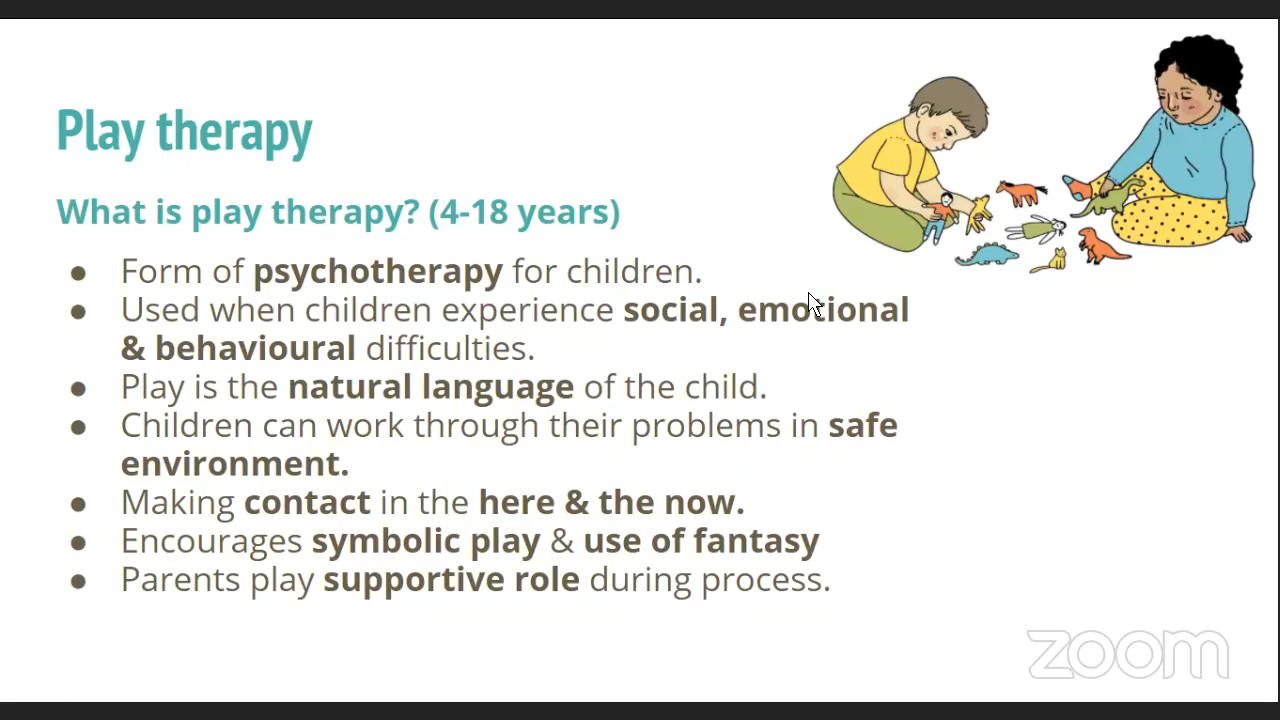 Play therapy
What is play therapy? (4-18 years)
● Form of psychotherapy for children.
● Used when children experience social, emotional
& behavioural difficulties.
● Play is the natural language of the child.
● Children can work through their problems in safe
environment.
● Making contact in the here & the now.
● Encourages symbolic play & use of fantasy
● Parents play supportive role during process.
zoom